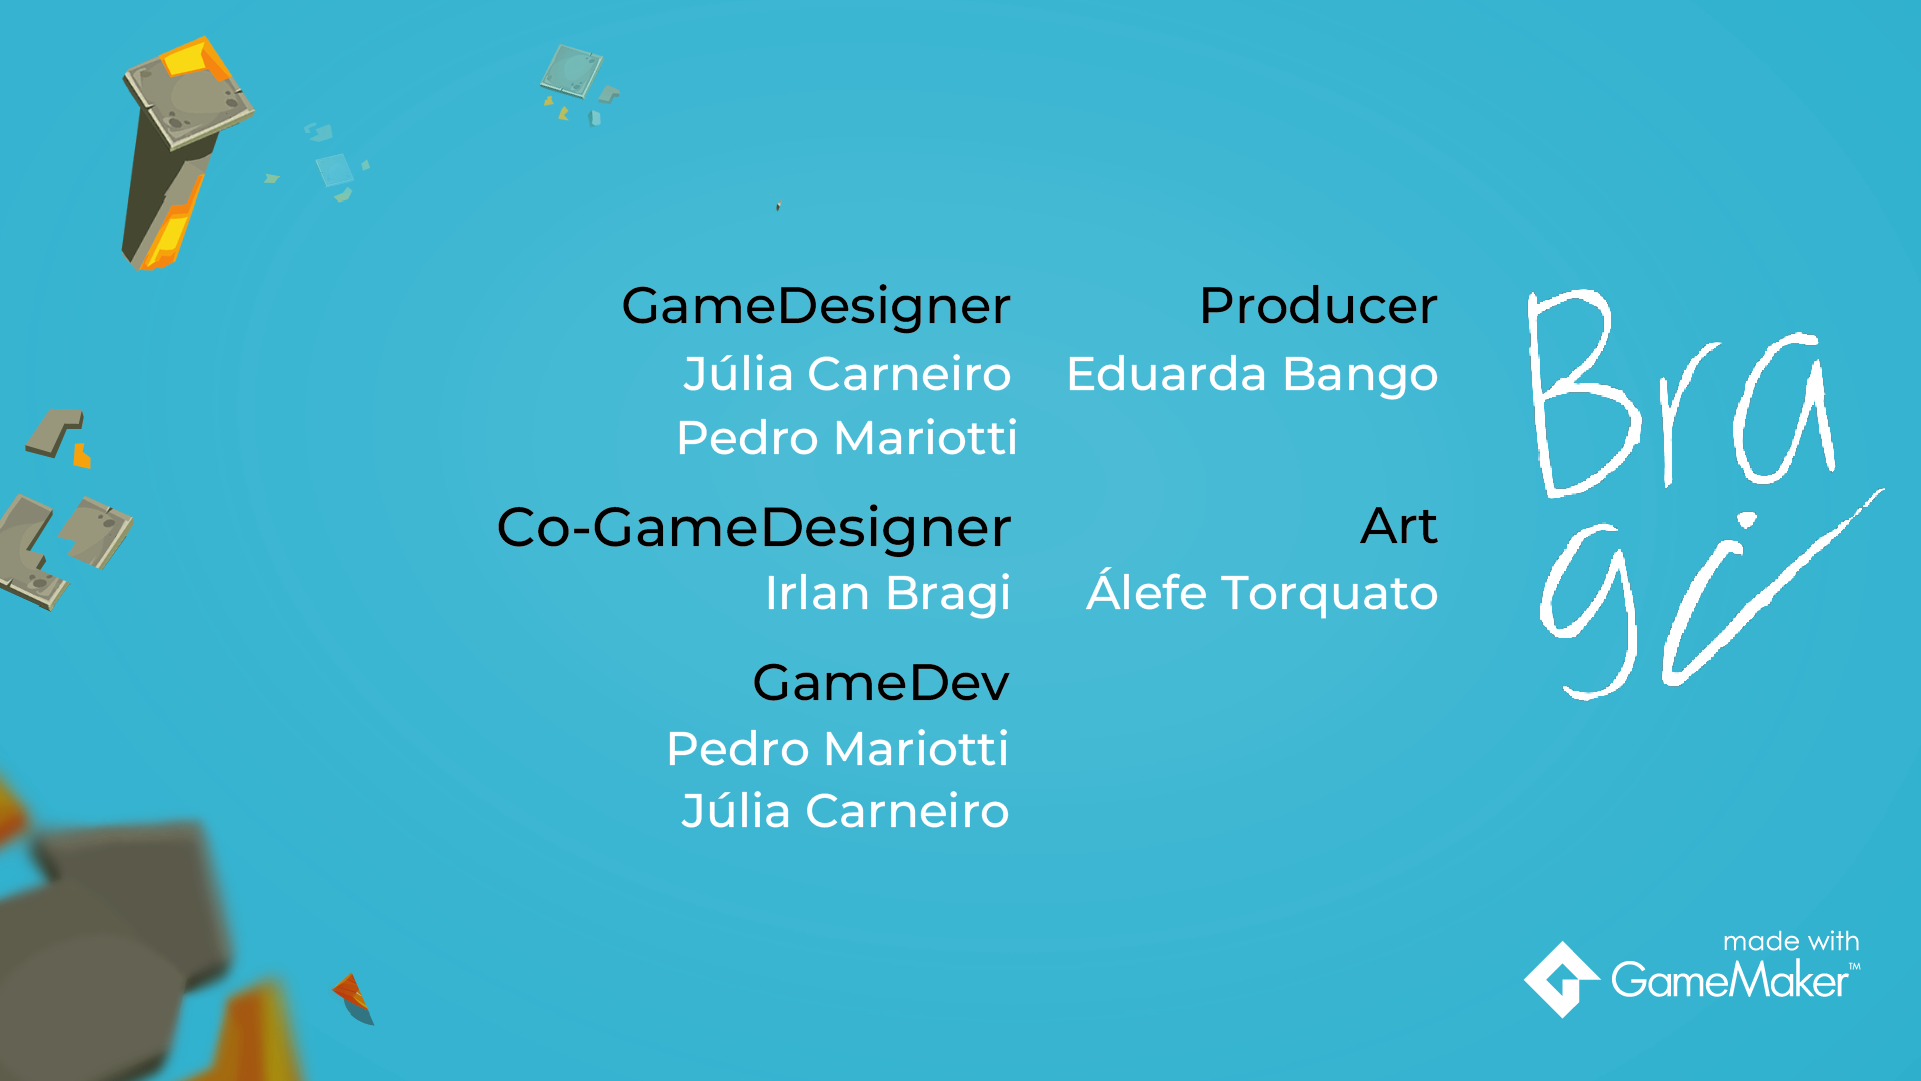 GameDesigner
Júlia Carneiro
Pedro Mariotti
Co-GameDesigner
Irlan Bragi
GameDev
Pedro Mariotti
Júlia Carneiro
Producer
Eduarda Bango
Art
Álefe Torquato
Bra
gi
made with
GameMaker™